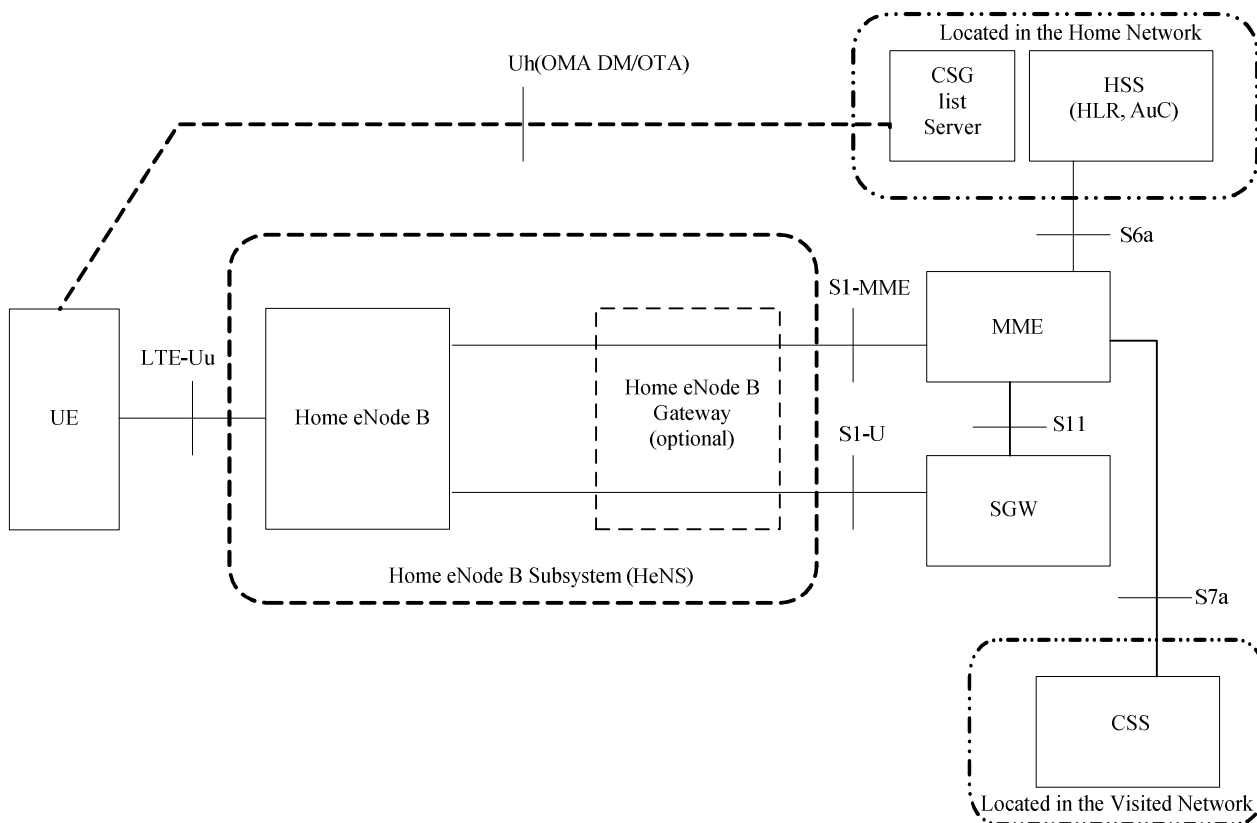 Located in the Home Network
Uh(OMA DM/OTA)
CSG
list
Server
HSS
(HLR, AuC)
S6a
S1-MME
MME
LTE-Uu
UE
Home eNode B
Home eNode B
Gateway
(optional)
S1-U
S11
SGW
Home eNode B Subsystem (HeNS)
S7a
CSS
Located in the Visited Network